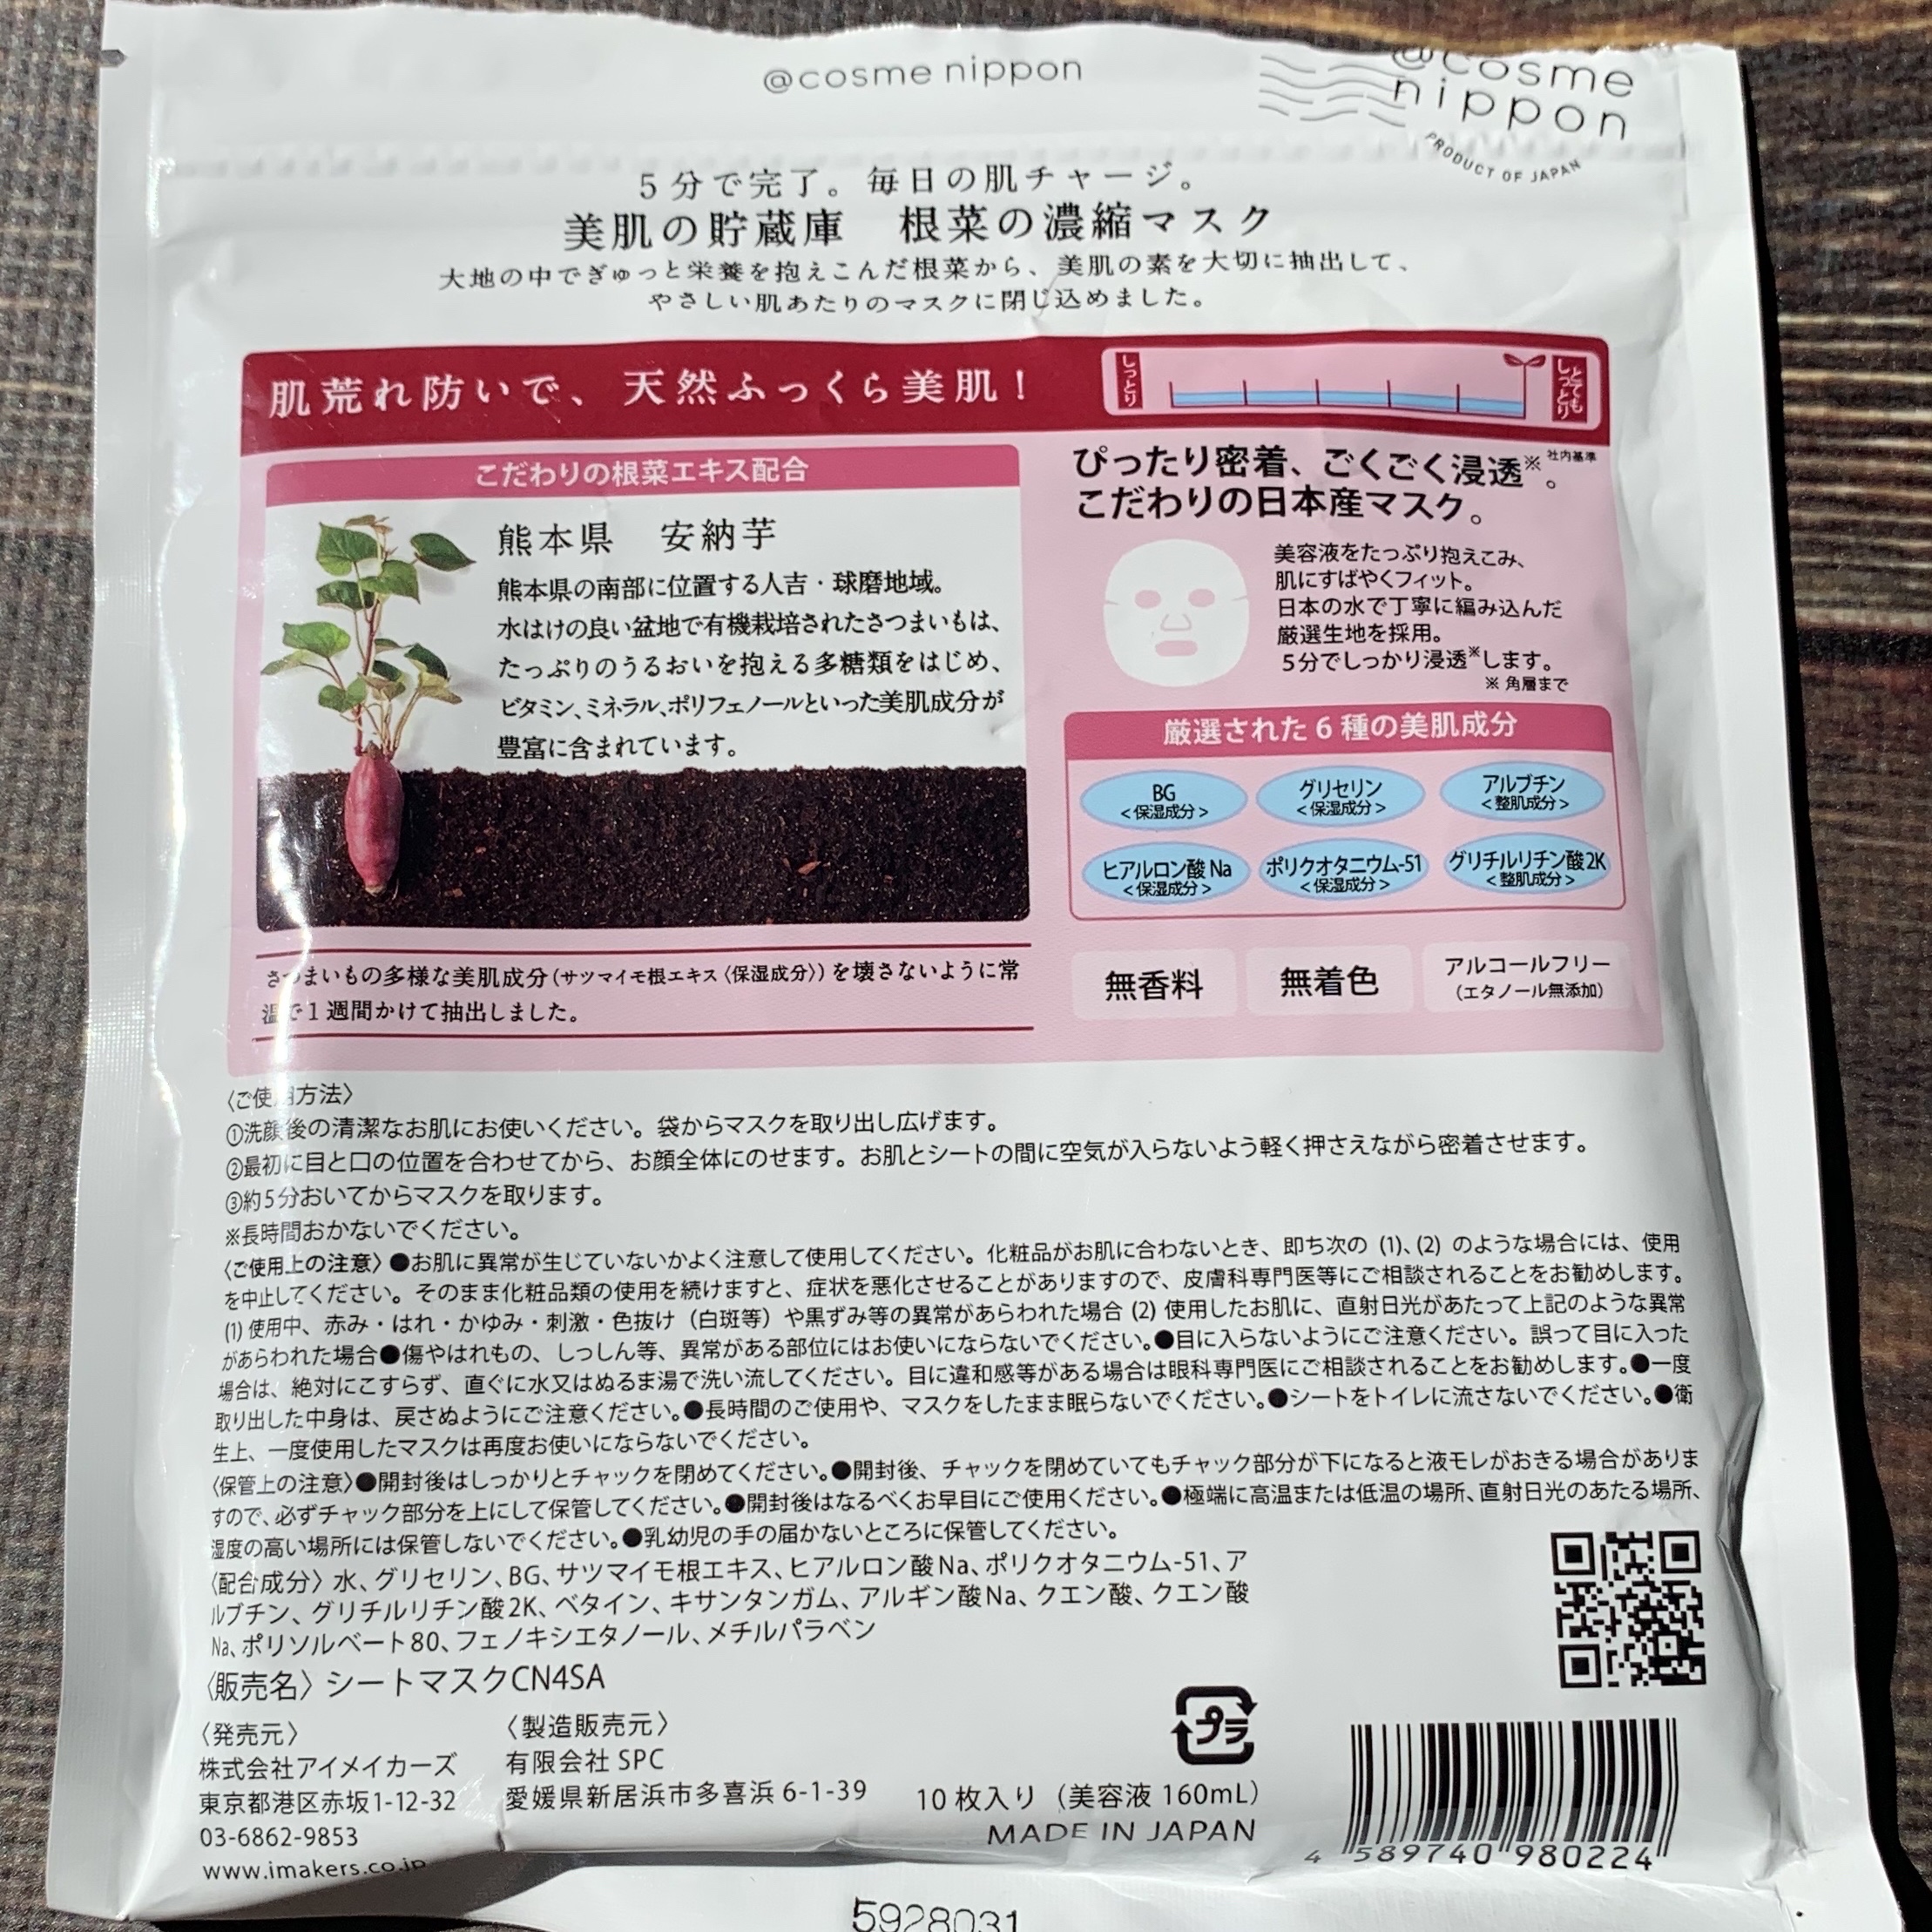 @cosme nippon
@cosme
nippon
PRODUCT OF JAPAN
5分で完了。毎日の肌チャージ。
美肌の貯蔵庫 根菜の濃縮マスク
大地の中でぎゅっと栄養を抱えこんだ根菜から、美肌の素を大切に抽出して、
やさしい肌あたりのマスクに閉じ込めました。
肌荒れ防いで、天然ふっくら美肌!
しっとり
とても
しっとり
こだわりの根菜エキス配合
熊本県 安納芋
熊本県の南部に位置する人吉・球磨地域。
水はけの良い盆地で有機栽培されたさつまいもは、
たっぷりのうるおいを抱える多糖類をはじめ、
ビタミン、ミネラル、ポリフェノールといった美肌成分が
豊富に含まれています。
さつまいもの多様な美肌成分(サツマイモ根エキス〈保湿成分〉)を壊さないように常
温で1週間かけて抽出しました。
社内基準
ぴったり密着、ごくごく浸透※。
こだわりの日本産マスク。
美容液をたっぷり抱えこみ、
肌にすばやくフィット。
日本の水で丁寧に編み込んだ
厳選生地を採用。
5分でしっかり浸透※します。
※ 角層まで
厳選された6種の美肌成分
BG
<保湿成分>
グリセリン
<保湿成分>
アルブチン
<整肌成分>
ヒアルロン酸Na
<保湿成分>
ポリクオタニウム-51
<保湿成分>
グリチルリチン酸2K
<整肌成分>
無香料
無着色
アルコールフリー
(エタノール無添加)
〈ご使用方法〉
①洗顔後の清潔なお肌にお使いください。袋からマスクを取り出し広げます。
②最初に目と口の位置を合わせてから、お顔全体にのせます。お肌とシートの間に空気が入らないよう軽く押さえながら密着させます。
③約5分おいてからマスクを取ります。
※長時間おかないでください。
〈ご使用上の注意〉●お肌に異常が生じていないかよく注意して使用してください。化粧品がお肌に合わないとき、即ち次の(1)、(2)のような場合には、使用
を中止してください。そのまま化粧品類の使用を続けますと、症状を悪化させることがありますので、皮膚科専門医等にご相談されることをお勧めします。
(1)使用中、赤み・はれ・かゆみ・刺激・色抜け(白斑等)や黒ずみ等の異常があらわれた場合(2)使用したお肌に、直射日光があたって上記のような異常
があらわれた場合●傷やはれもの、しっしん等、異常がある部位にはお使いにならないでください。●目に入らないようにご注意ください。誤って目に入った
場合は、絶対にこすらず、直ぐに水又はぬるま湯で洗い流してください。目に違和感等がある場合は眼科専門医にご相談されることをお勧めします。●一度
取り出した中身は、戻さぬようにご注意ください。●長時間のご使用や、マスクをしたまま眠らないでください。●シートをトイレに流さないでください。●衛
生上、一度使用したマスクは再度お使いにならないでください。
〈保管上の注意〉●開封後はしっかりとチャックを閉めてください。●開封後、チャックを閉めていてもチャック部分が下になると液モレがおきる場合がありま
すので、必ずチャック部分を上にして保管してください。●開封後はなるべくお早目にご使用ください。●極端に高温または低温の場所、直射日光のあたる場所、
湿度の高い場所には保管しないでください。●乳幼児の手の届かないところに保管してください。
〈配合成分〉水、グリセリン、BG、サツマイモ根エキス、ヒアルロン酸Na、ポリクオタニウム-51、ア
ルブチン、グリチルリチン酸2K、ベタイン、キサンタンガム、アルギン酸Na、クエン酸、クエン酸
Na、ポリソルベート80、フェノキシエタノール、メチルパラベン
〈販売名〉シートマスクCN4SA
〈発売元〉
株式会社アイメイカーズ
東京都港区赤坂1-12-32
03-6862-9853
www.imakers.co.jp
〈製造販売元〉
有限会社 SPC
愛媛県新居浜市多喜浜6-1-39
プラ
10枚入り(美容液 160mL)
MADE IN JAPAN
4 589740 980224
5928031